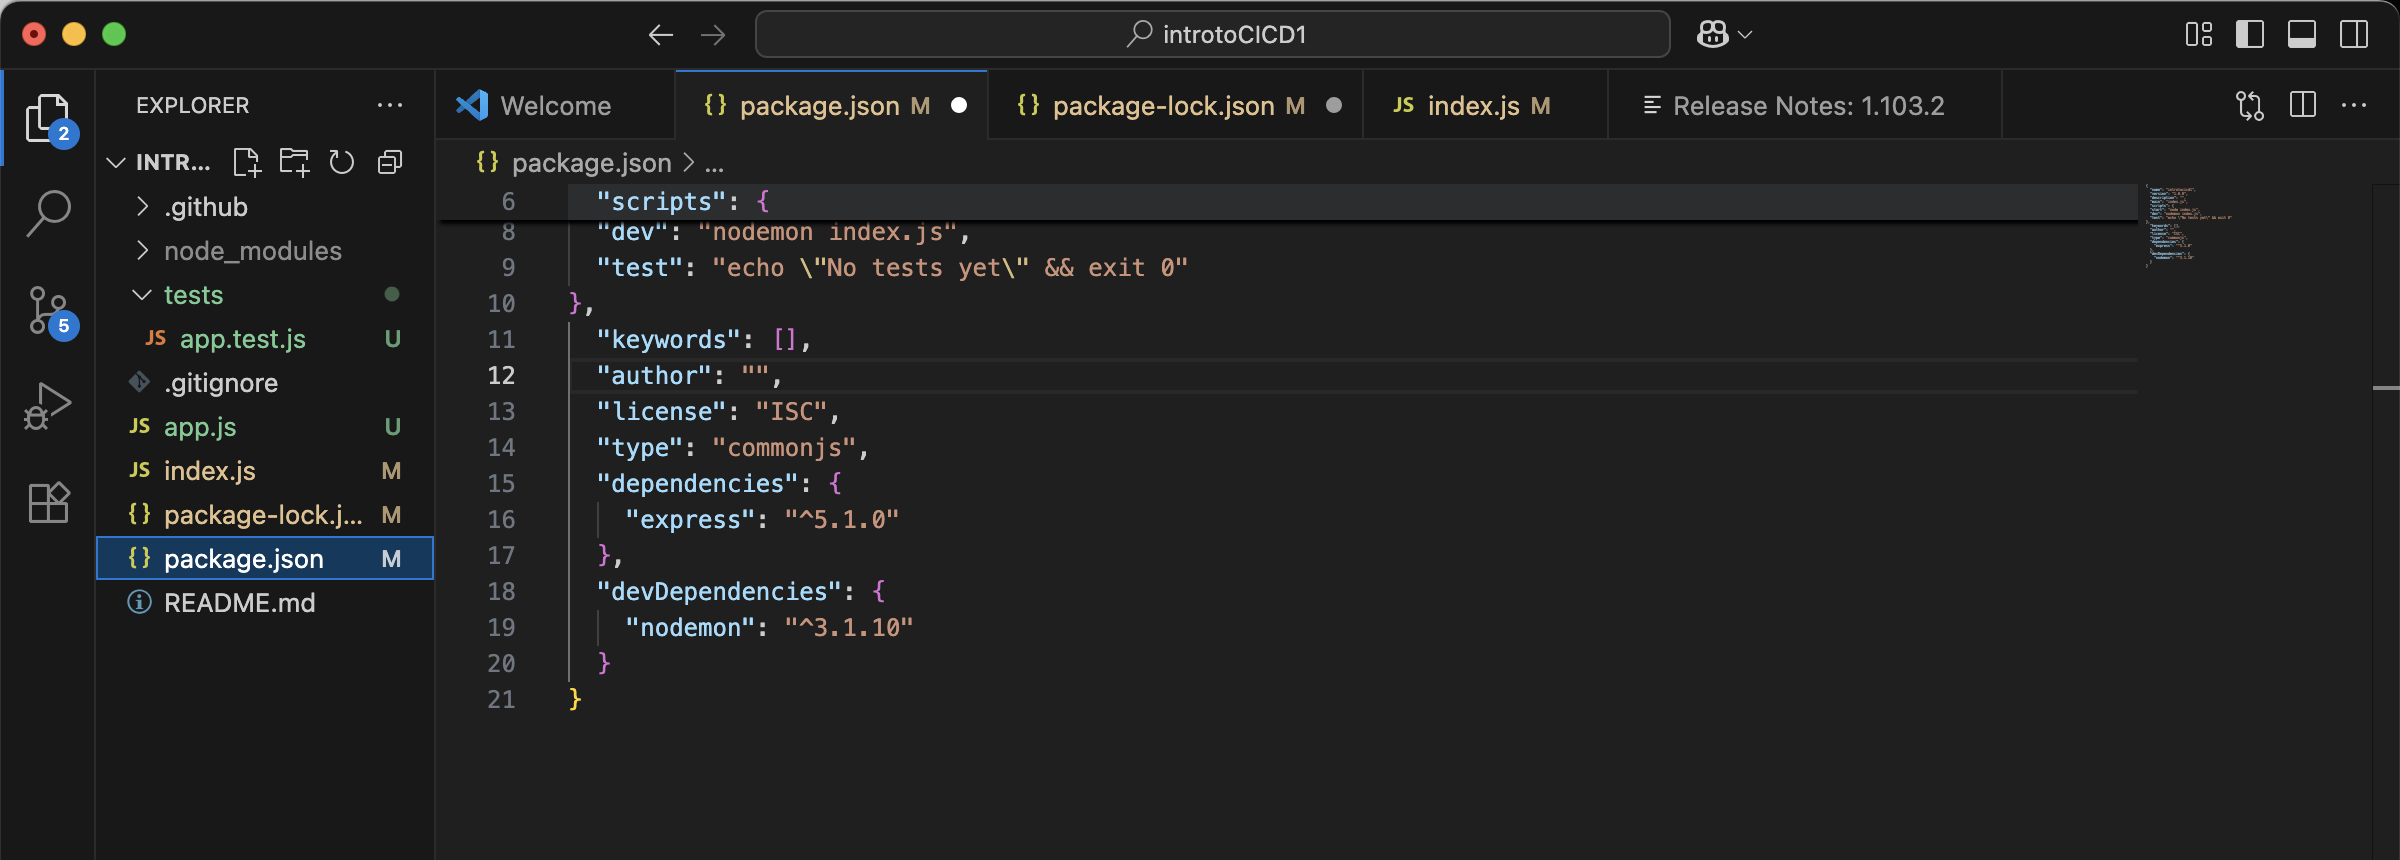 introtoCICD1
EXPLORER
Welcome
{} package.json M
{} package-lock.json M
JS index.js M
Release Notes: 1.103.2
2
INTR...
{} package.json > ...
.github
node_modules
tests
JS app.test.js U
.gitignore
JS app.js U
JS index.js M
{} package-lock.j... M
{} package.json M
README.md
5
6 "scripts": {
8 "dev": "nodemon index.js",
9 "test": "echo \"No tests yet\" && exit 0"
10 },
11 "keywords": [],
12 "author": "",
13 "license": "ISC",
14 "type": "commonjs",
15 "dependencies": {
16 "express": "^5.1.0"
17 },
18 "devDependencies": {
19 "nodemon": "^3.1.10"
20 }
21 }